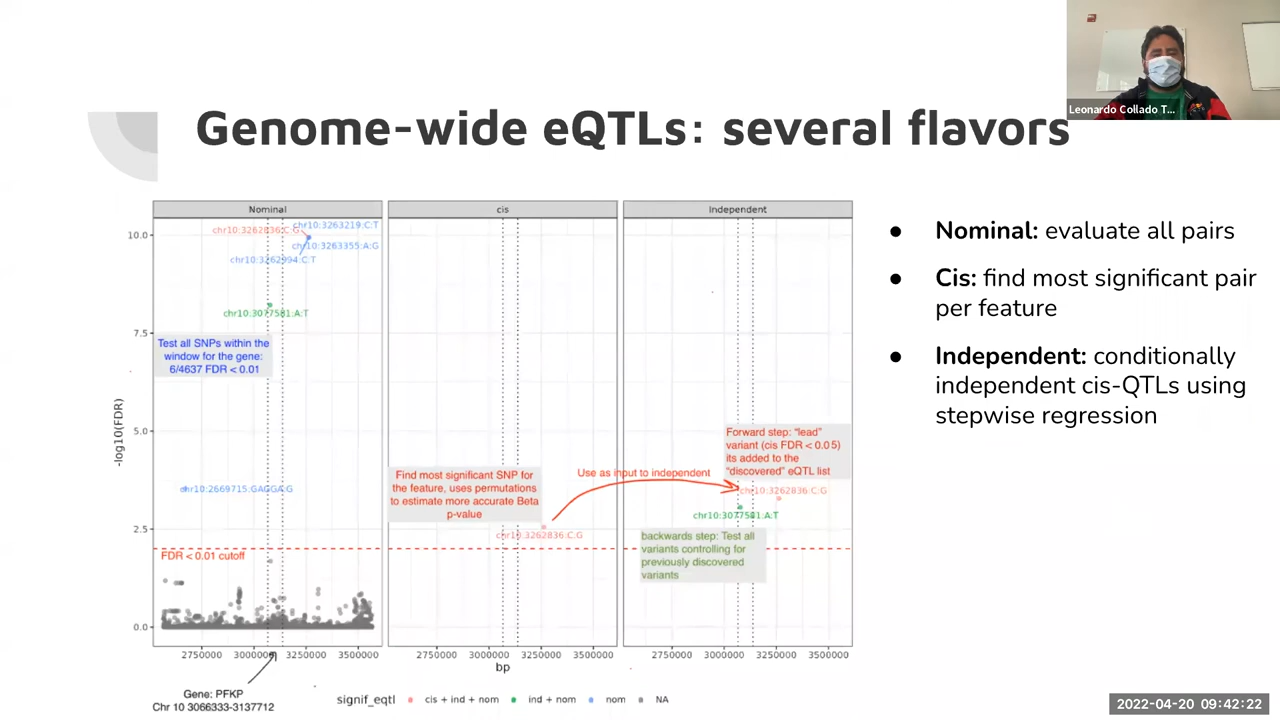 Leonardo Collado T...
Genome-wide eQTLs: several flavors
Nominal
cis
Independent
-log10(FDR)
10.0
7.5
5.0
2.5
0.0
chr10:3263219:C:T
chr10:3262836:C:G
chr10:3263355:A:G
chr10:3262994:C:T
chr10:3077581:A:T
Test all SNPs within the
window for the gene:
6/4637 FDR < 0.01
chr10:2669715:GAGGA:G
FDR < 0.01 cutoff
Find most significant SNP for
the feature, uses permutations
to estimate more accurate Beta
p-value
chr10:3262836:C:G
Use as input to independent
Forward step: “lead”
variant (cis FDR < 0.05)
its added to the
“discovered” eQTL list
chr10:3262836:C:G
chr10:3077581:A:T
backwards step: Test all
variants controlling for
previously discovered
variants
2750000 3000000 3250000 3500000
2750000 3000000 3250000 3500000
2750000 3000000 3250000 3500000
bp
Gene: PFKP
Chr 10 3066333-3137712
signif_eqtl cis + ind + nom ind + nom nom NA
● Nominal: evaluate all pairs
● Cis: find most significant pair
per feature
● Independent: conditionally
independent cis-QTLs using
stepwise regression
2022-04-20 09:42:22